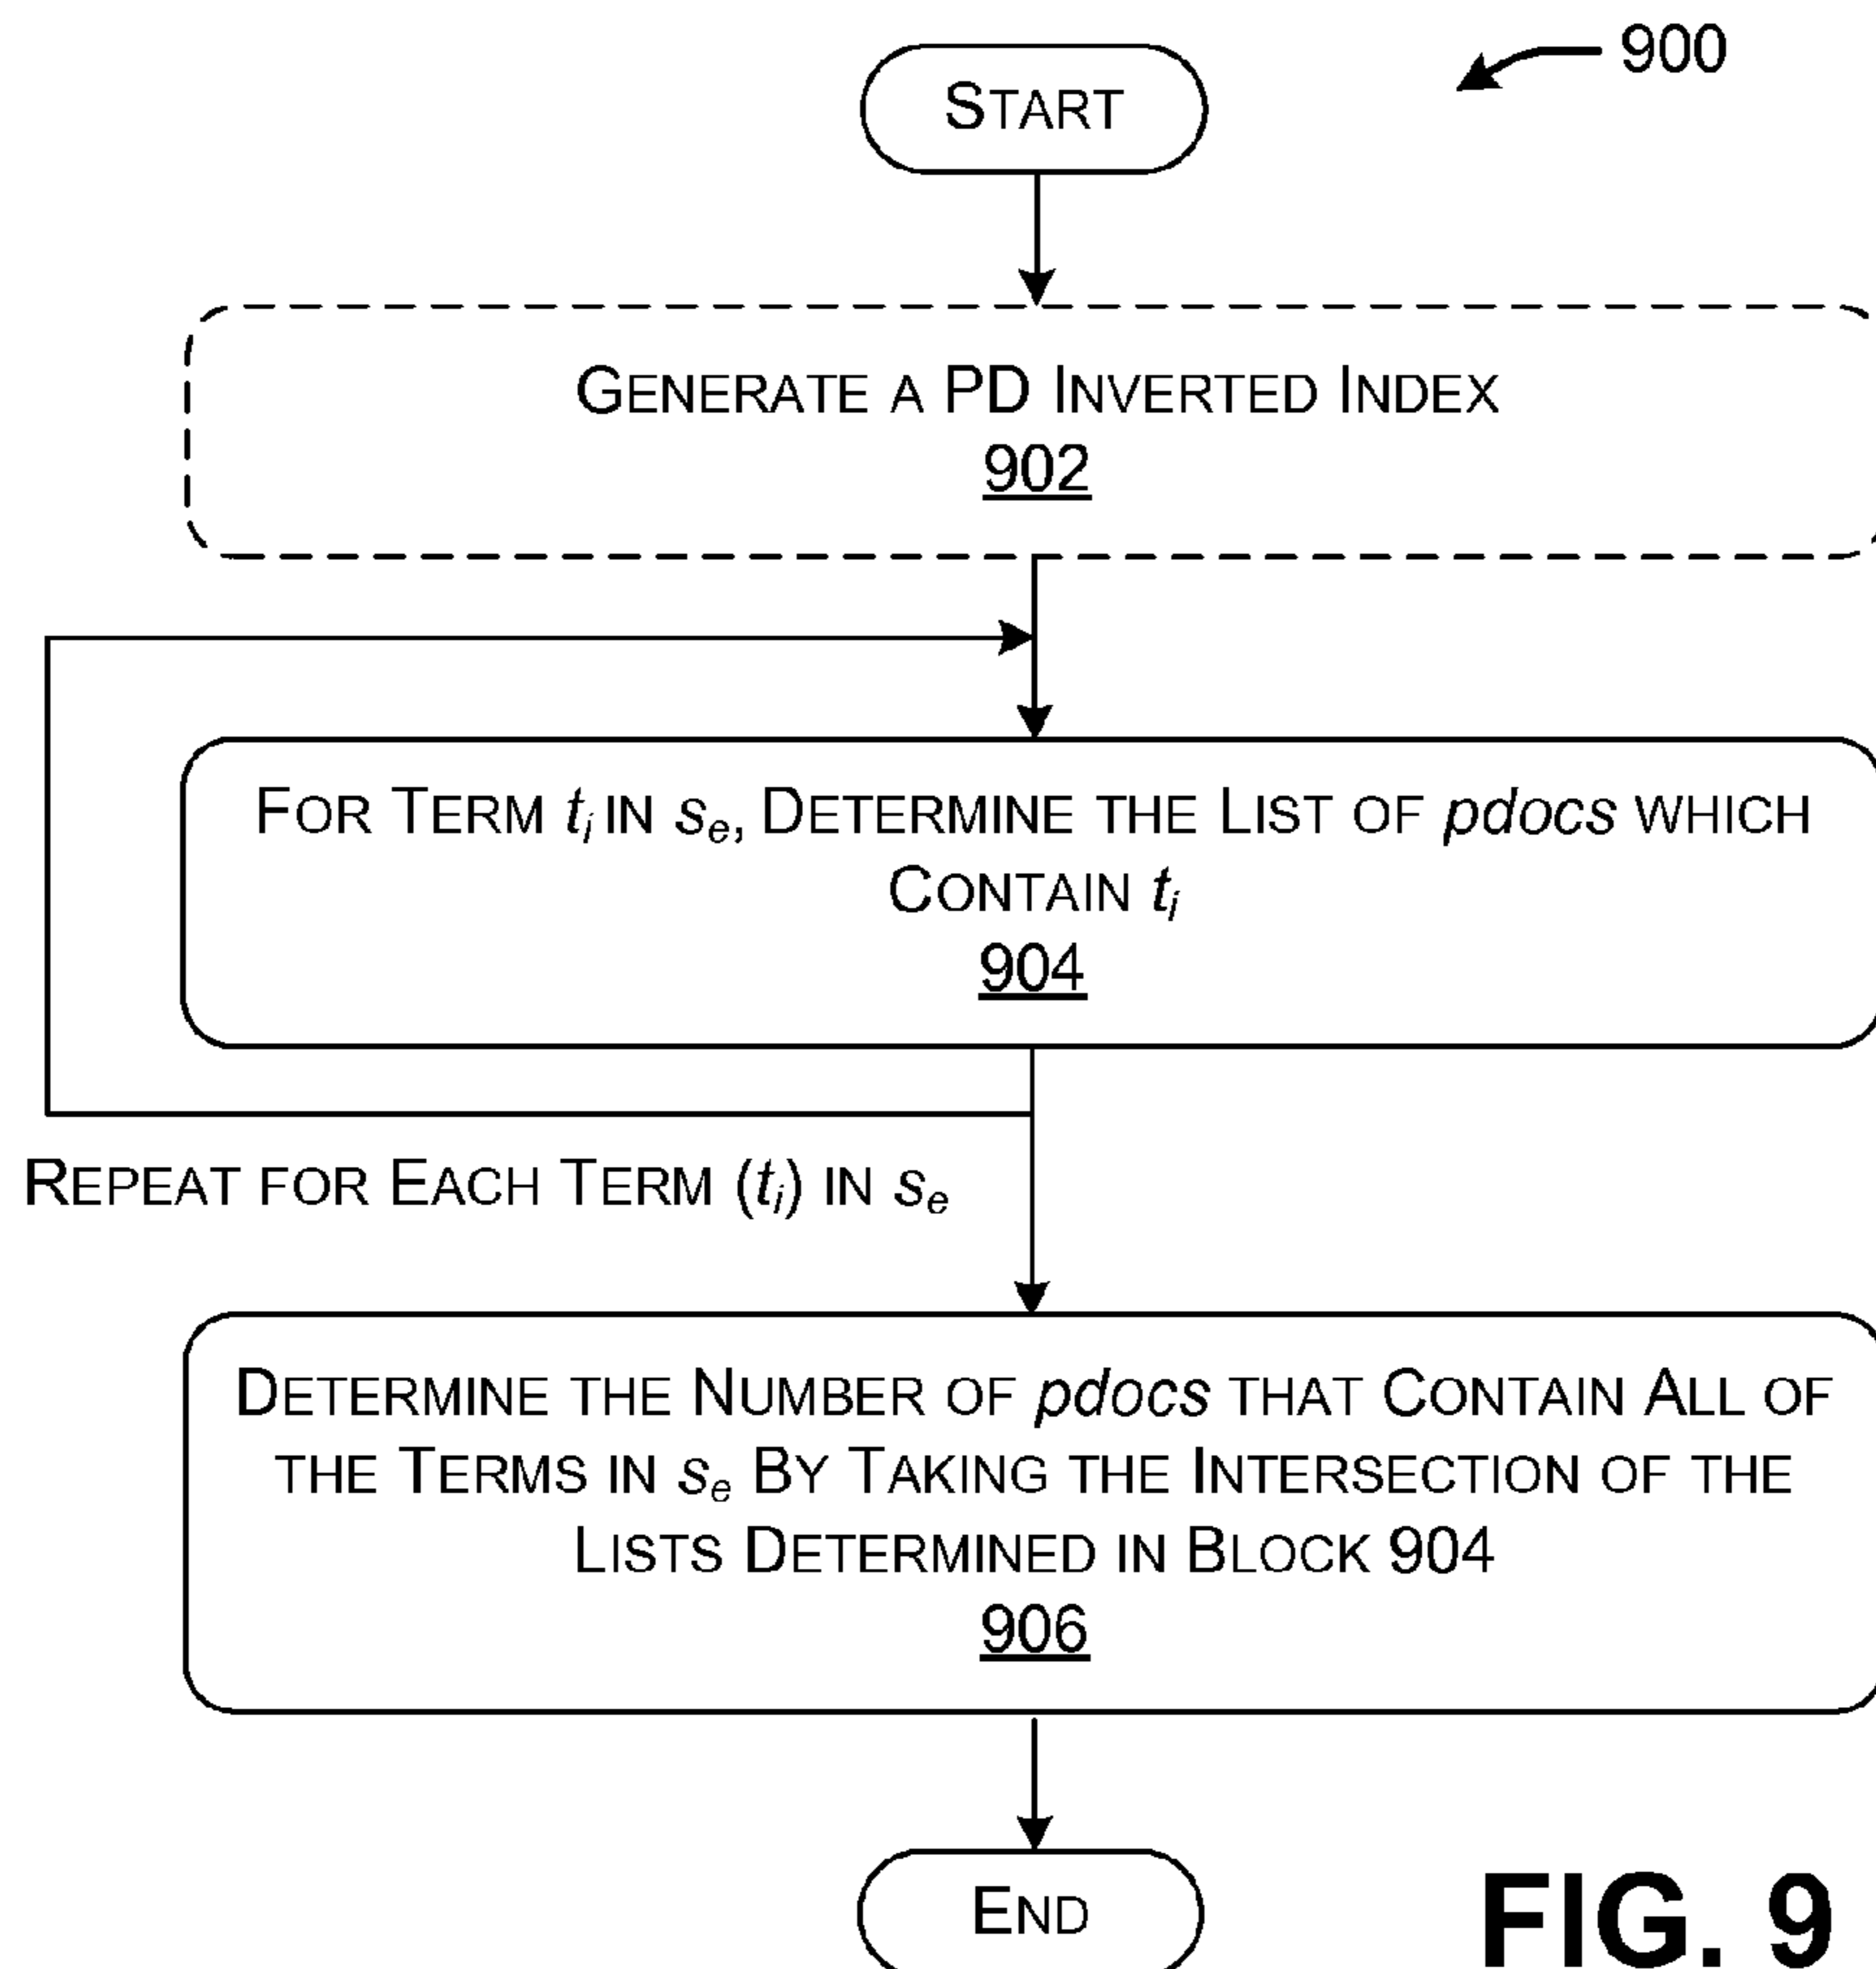 900
START
GENERATE A PD INVERTED INDEX
902
FOR TERM ti IN se, DETERMINE THE LIST OF pdocs WHICH
CONTAIN ti
904
REPEAT FOR EACH TERM (ti) IN se
DETERMINE THE NUMBER OF pdocs THAT CONTAIN ALL OF
THE TERMS IN se BY TAKING THE INTERSECTION OF THE
LISTS DETERMINED IN BLOCK 904
906
END
FIG. 9